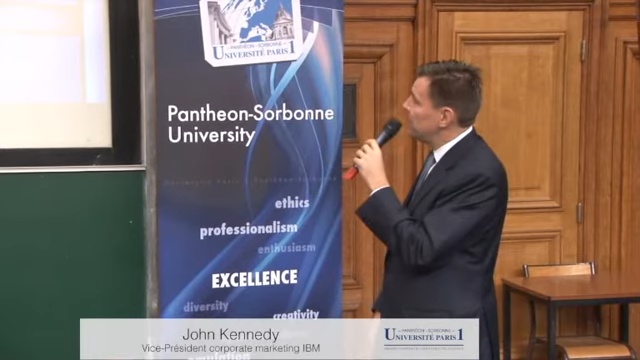 PANTHÉON - SORBONNE
UNIVERSITÉ PARIS 1
Pantheon-Sorbonne
University
ethics
professionalism
enthusiasm
EXCELLENCE
diversity
creativity
John Kennedy
Vice-Président corporate marketing IBM
PANTHÉON - SORBONNE
UNIVERSITÉ PARIS 1